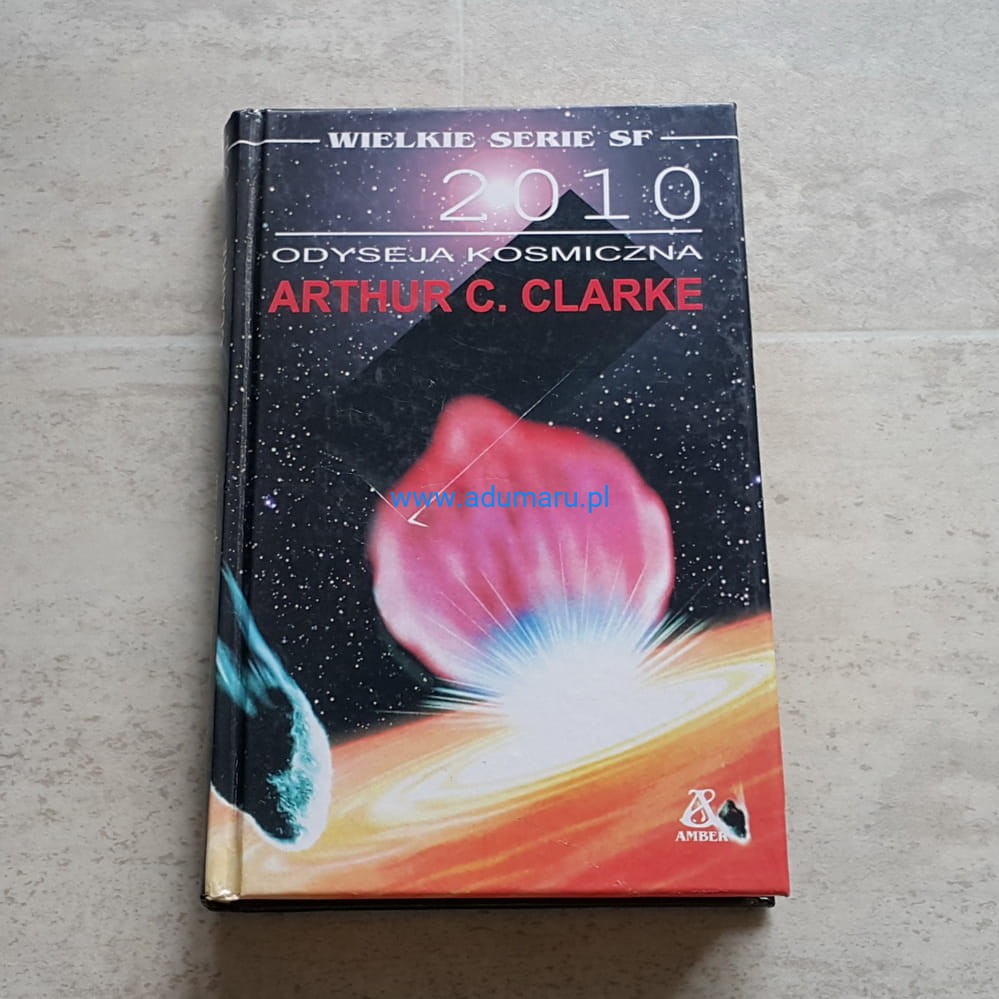 WIELKIE SERIE SF
2010
ODYSEJA KOSMICZNA
ARTHUR C. CLARKE
www.adumaru.pl
AMBER